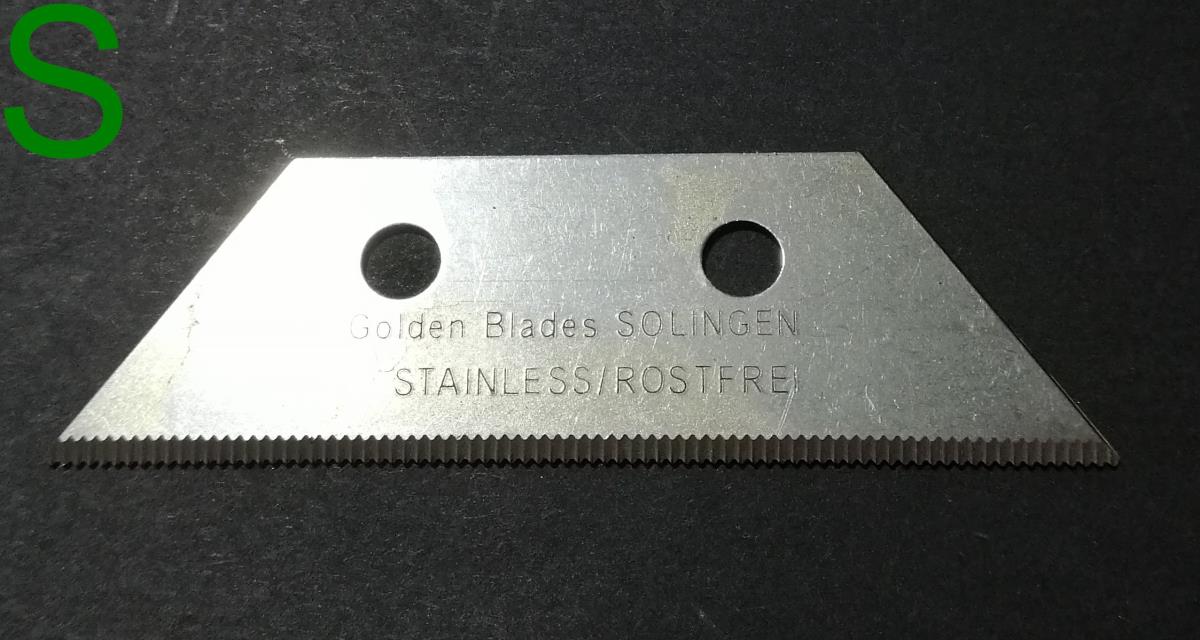 S
Golden Blades SOLINGEN
STAINLESS/ROSTFREI